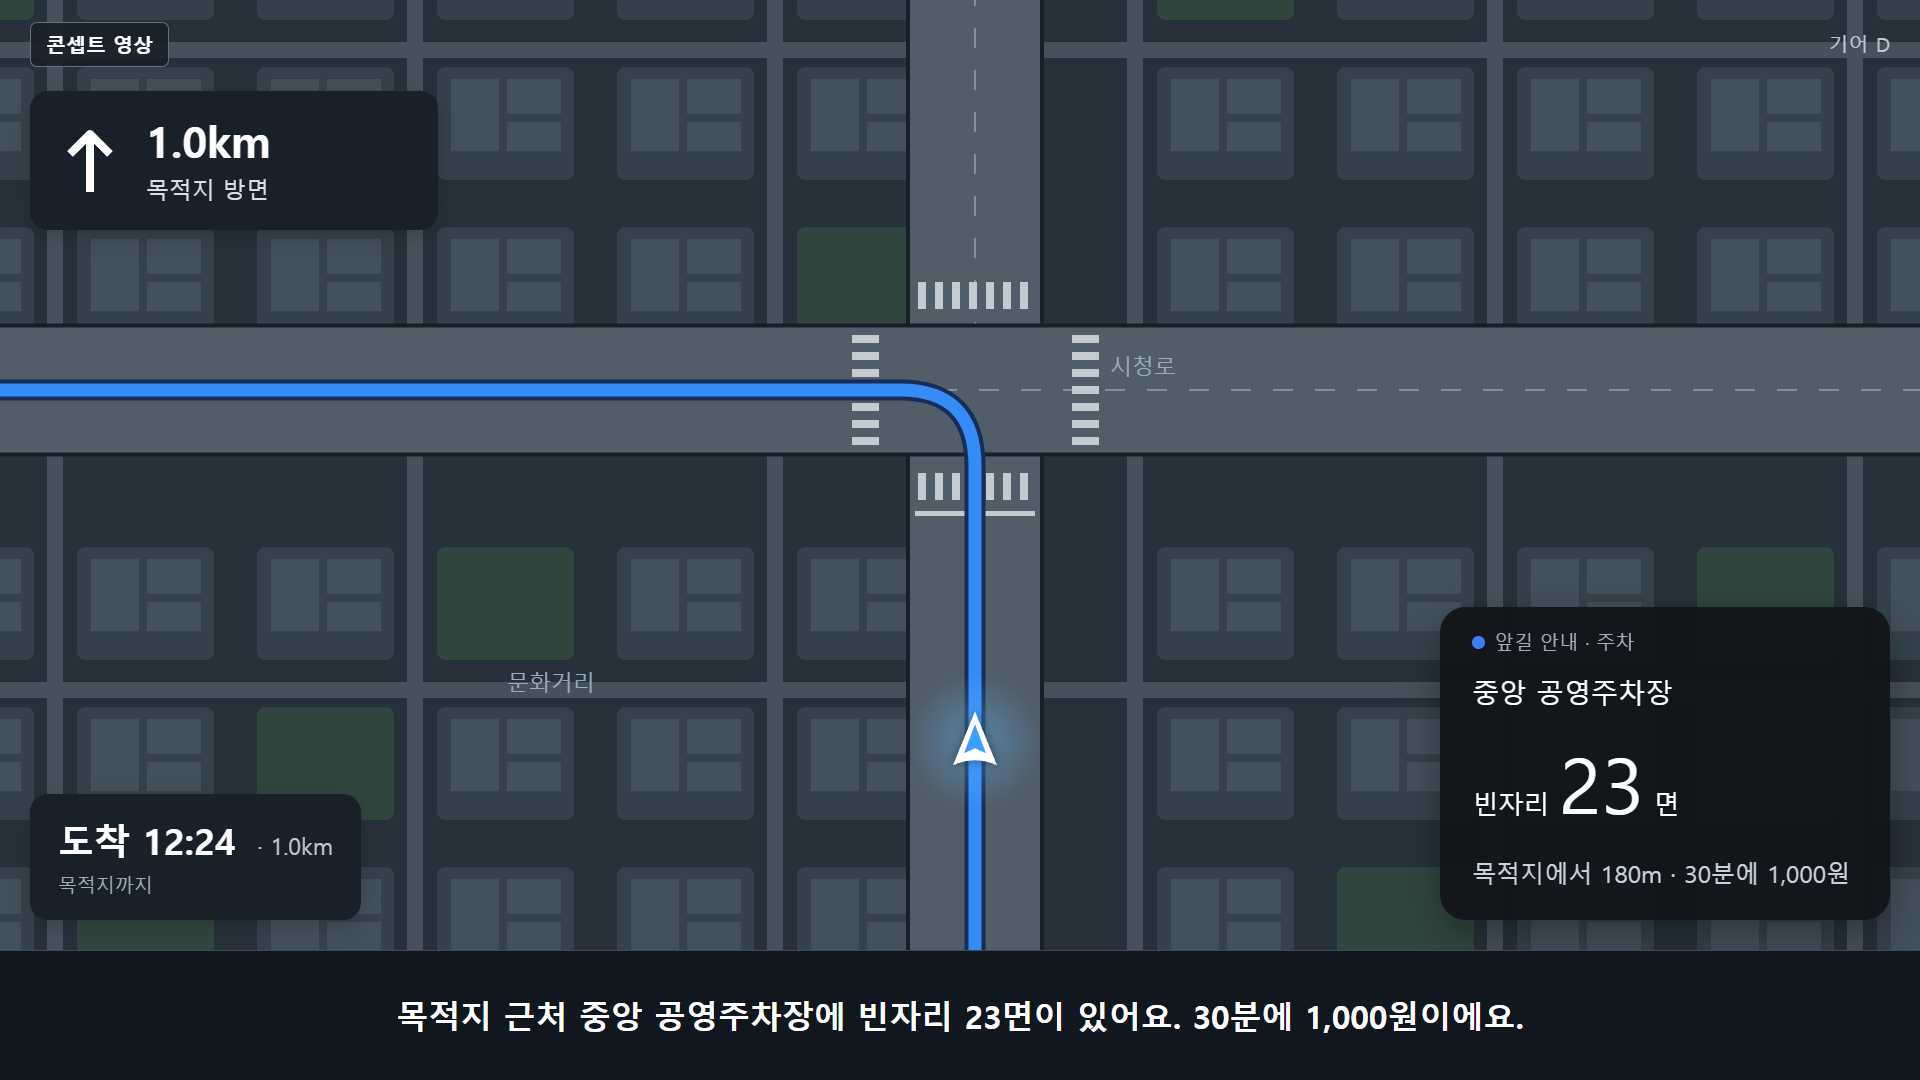 콘셉트 영상
기어 D
1.0km
목적지 방면
시청로
문화거리
앞길 안내 · 주차
중앙 공영주차장
빈자리 23 면
목적지에서 180m · 30분에 1,000원
도착 12:24 · 1.0km
목적지까지
목적지 근처 중앙 공영주차장에 빈자리 23면이 있어요. 30분에 1,000원이에요.